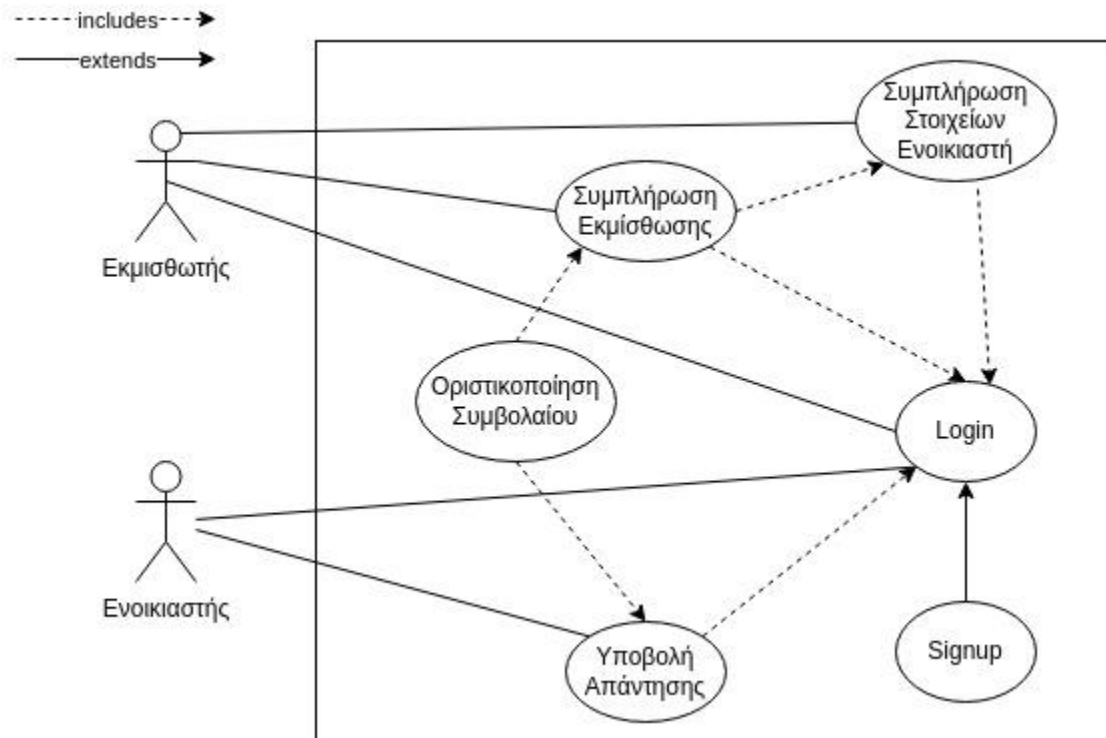 includes
extends
Συμπλήρωση
Στοιχείων
Ενοικιαστή
Συμπλήρωση
Εκμίσθωσης
Εκμισθωτής
Οριστικοποίηση
Συμβολαίου
Login
Ενοικιαστής
Υποβολή
Απάντησης
Signup